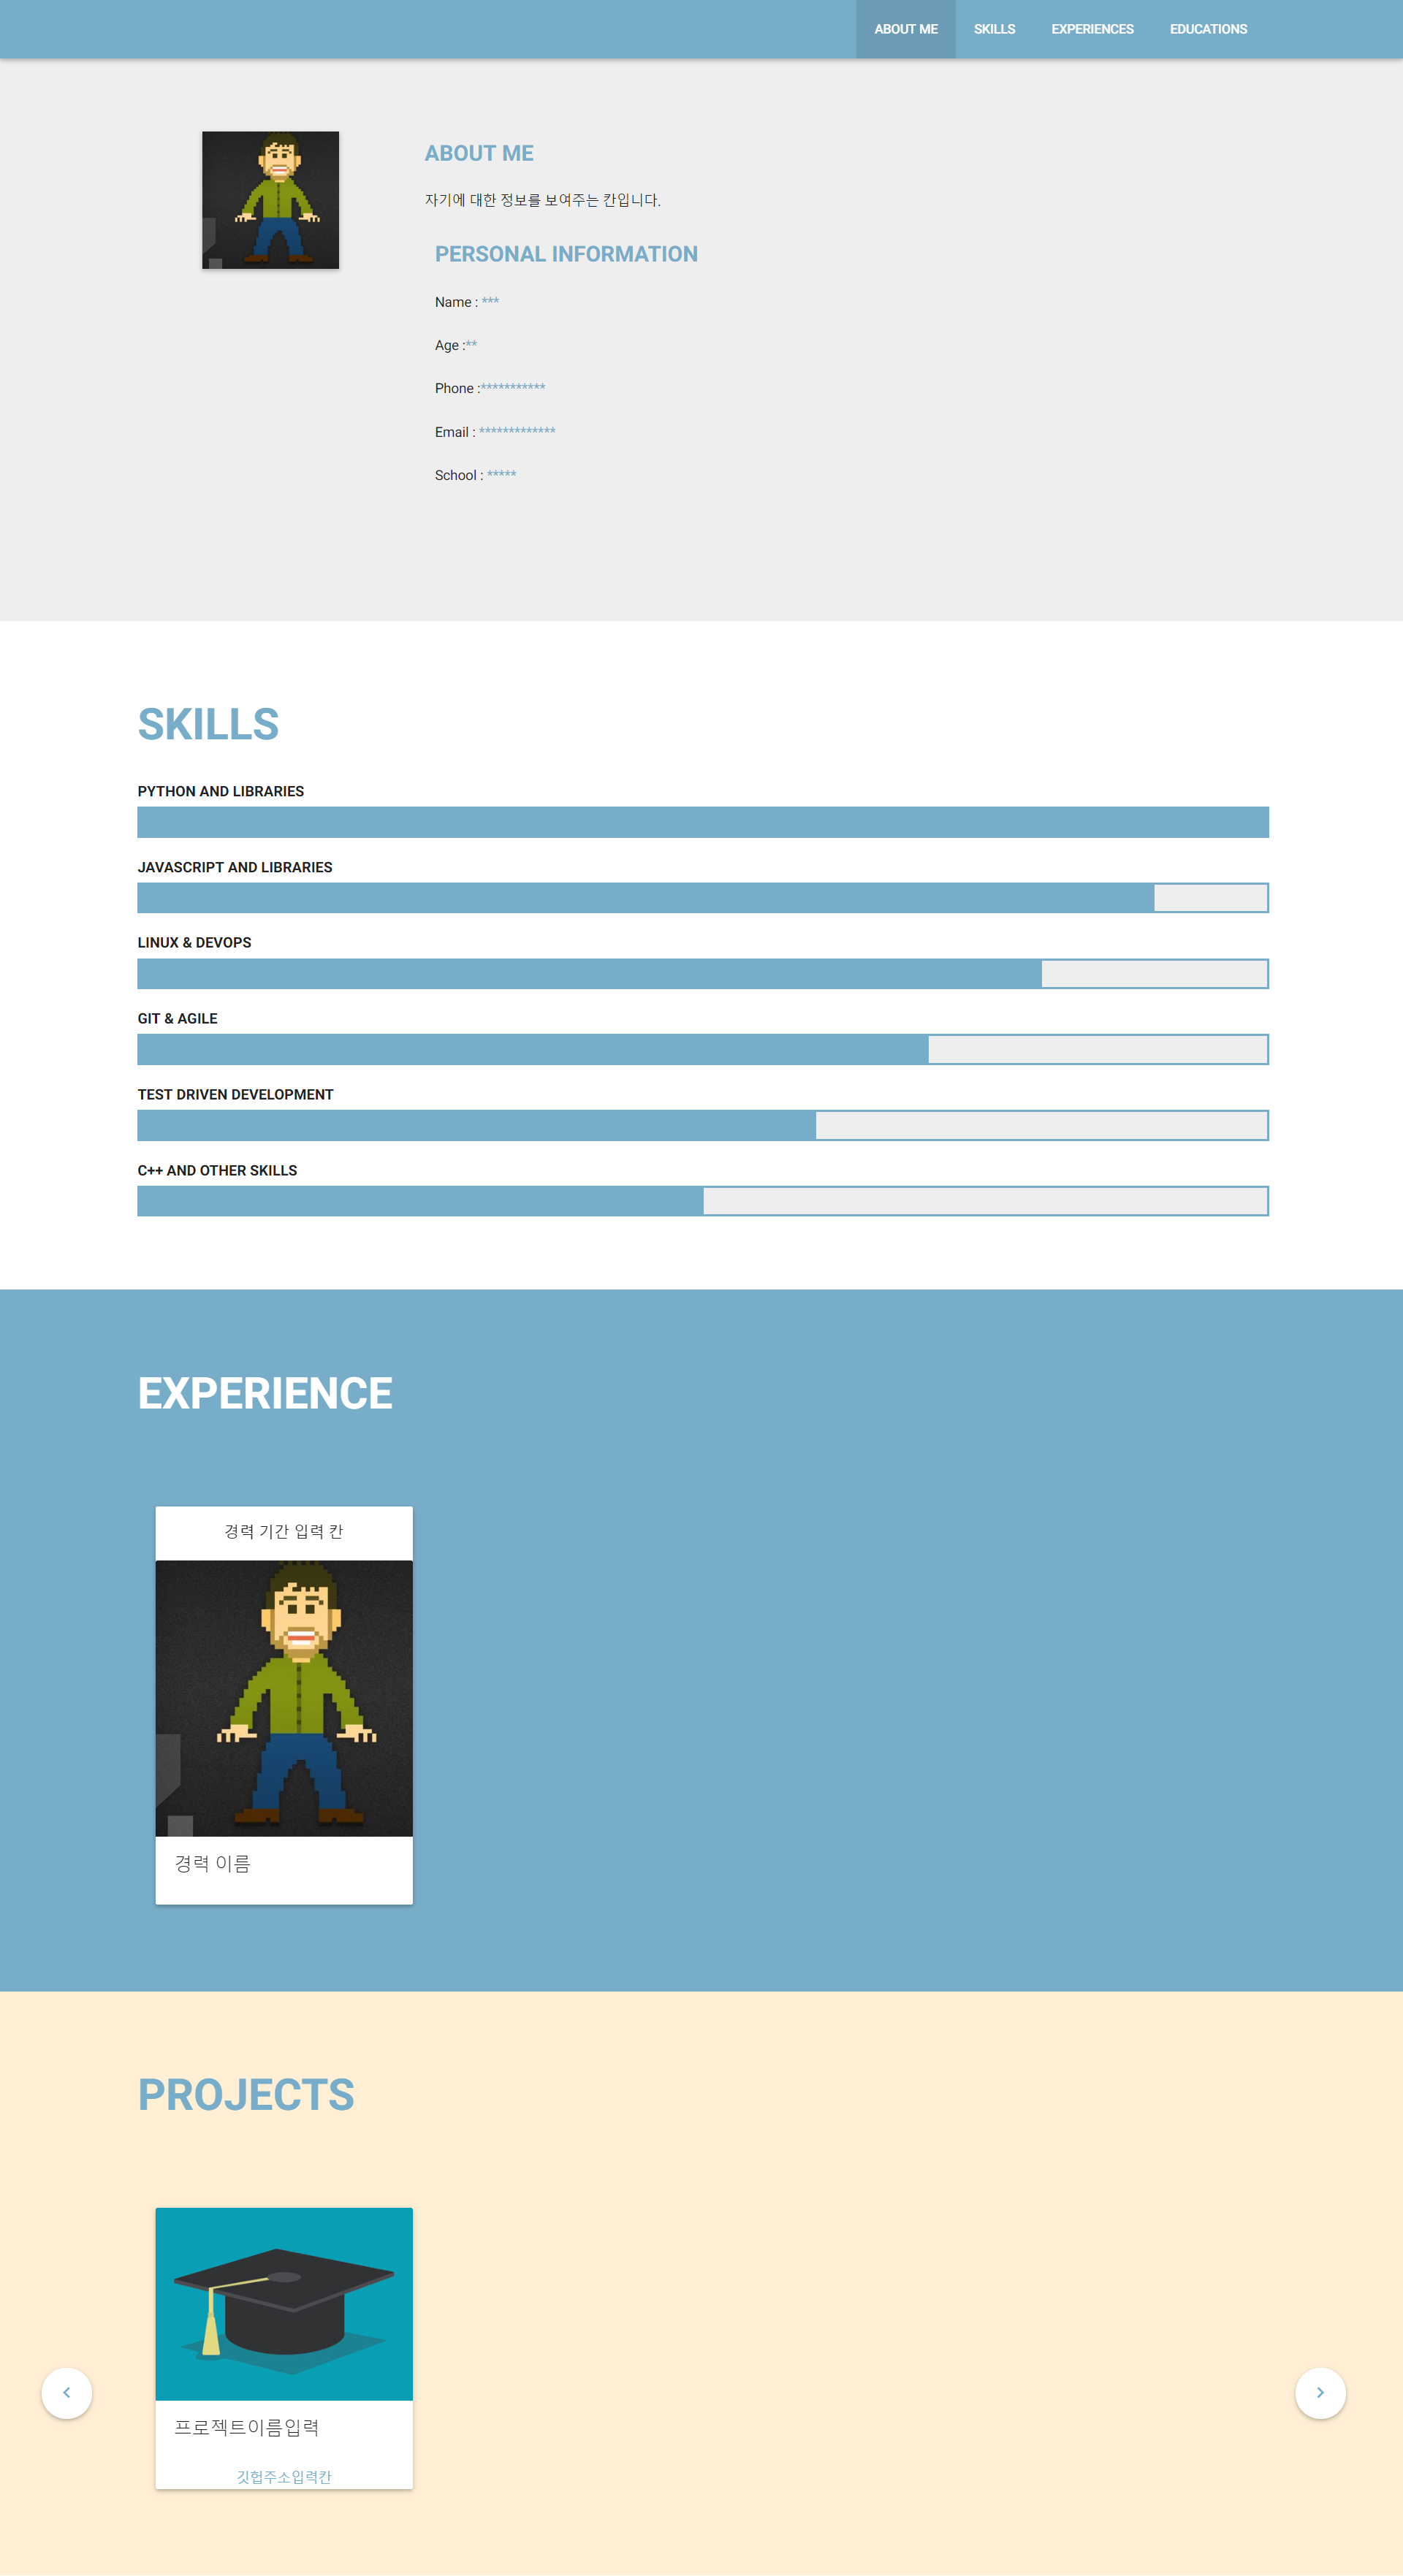 ABOUT ME
SKILLS
EXPERIENCES
EDUCATIONS
ABOUT ME
자기에 대한 정보를 보여주는 칸입니다.
PERSONAL INFORMATION
Name : ***
Age :**
Phone :***********
Email : *************
School : *****
SKILLS
PYTHON AND LIBRARIES
JAVASCRIPT AND LIBRARIES
LINUX & DEVOPS
GIT & AGILE
TEST DRIVEN DEVELOPMENT
C++ AND OTHER SKILLS
EXPERIENCE
경력 기간 입력 칸
경력 이름
PROJECTS
프로젝트이름입력
깃헙주소입력칸